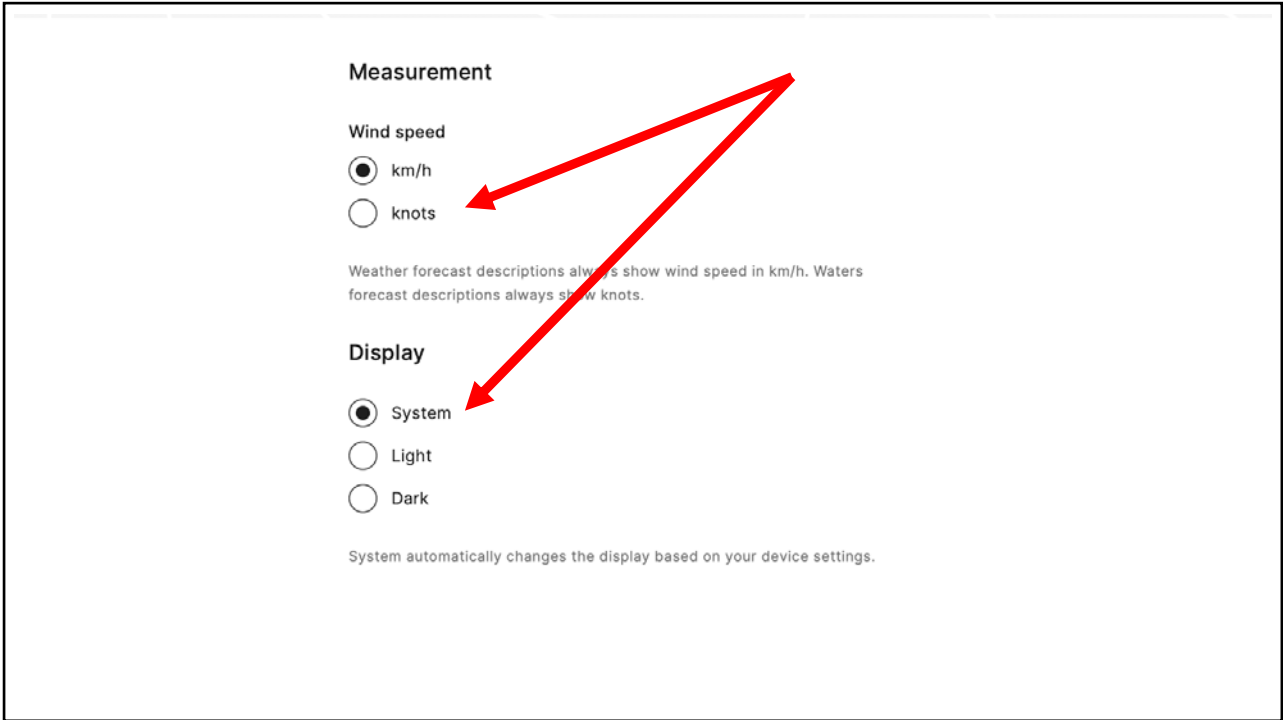 Measurement
Wind speed
km/h
knots
Weather forecast descriptions always show wind speed in km/h. Waters
forecast descriptions always show knots.
Display
System
Light
Dark
System automatically changes the display based on your device settings.